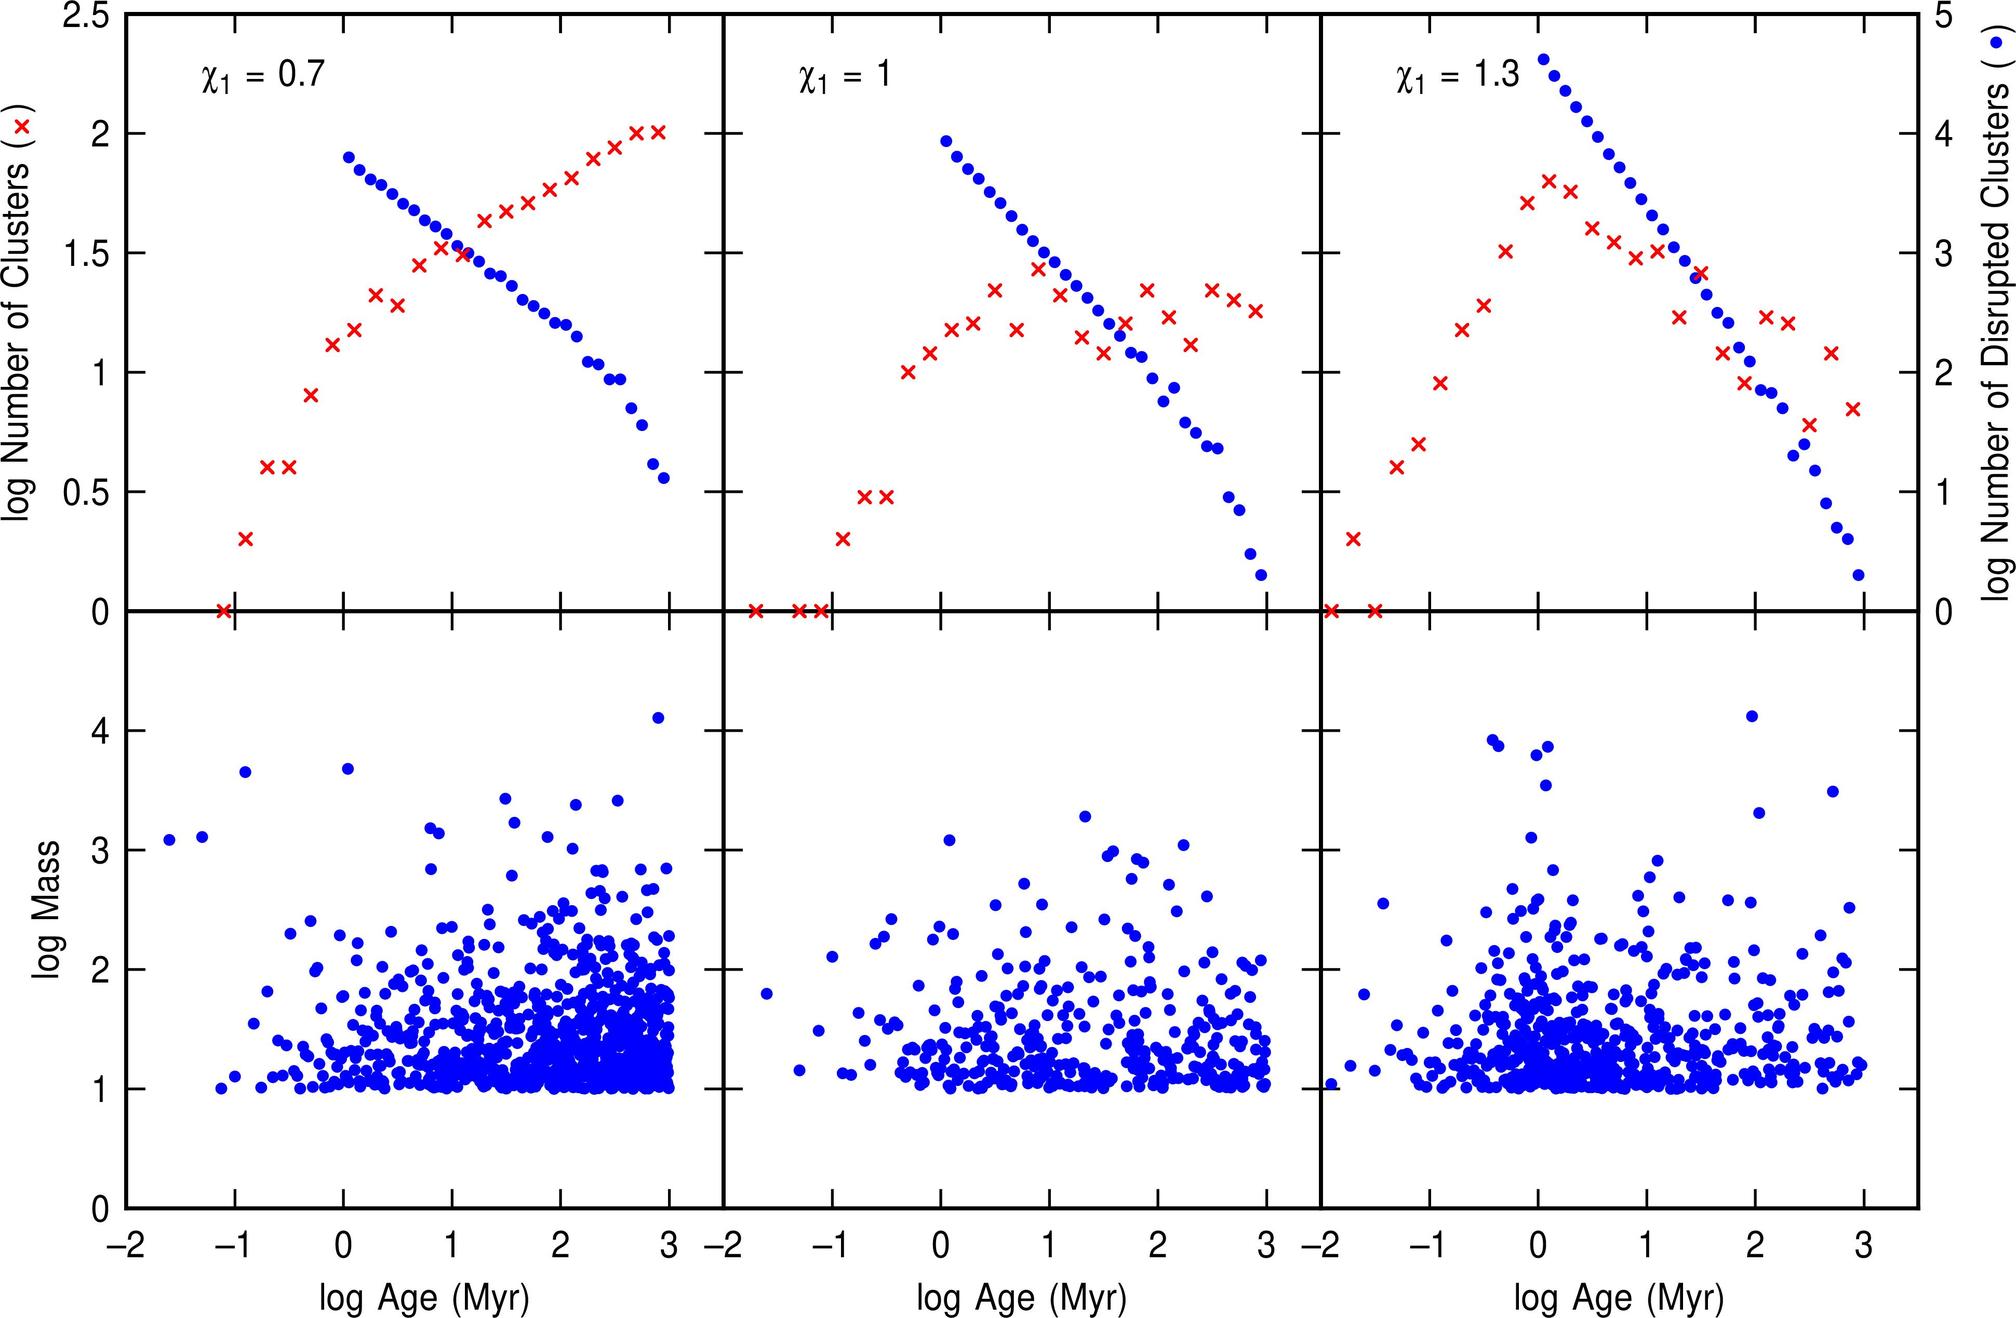 χ1 = 0.7
χ1 = 1
χ1 = 1.3
log Number of Clusters (×)
2.5
2
1.5
1
0.5
0
5
4
3
2
1
0
log Number of Disrupted Clusters (•)
log Mass
4
3
2
1
0
–2 –1 0 1 2 3 –2 –1 0 1 2 3 –2 –1 0 1 2 3
log Age (Myr) log Age (Myr) log Age (Myr)